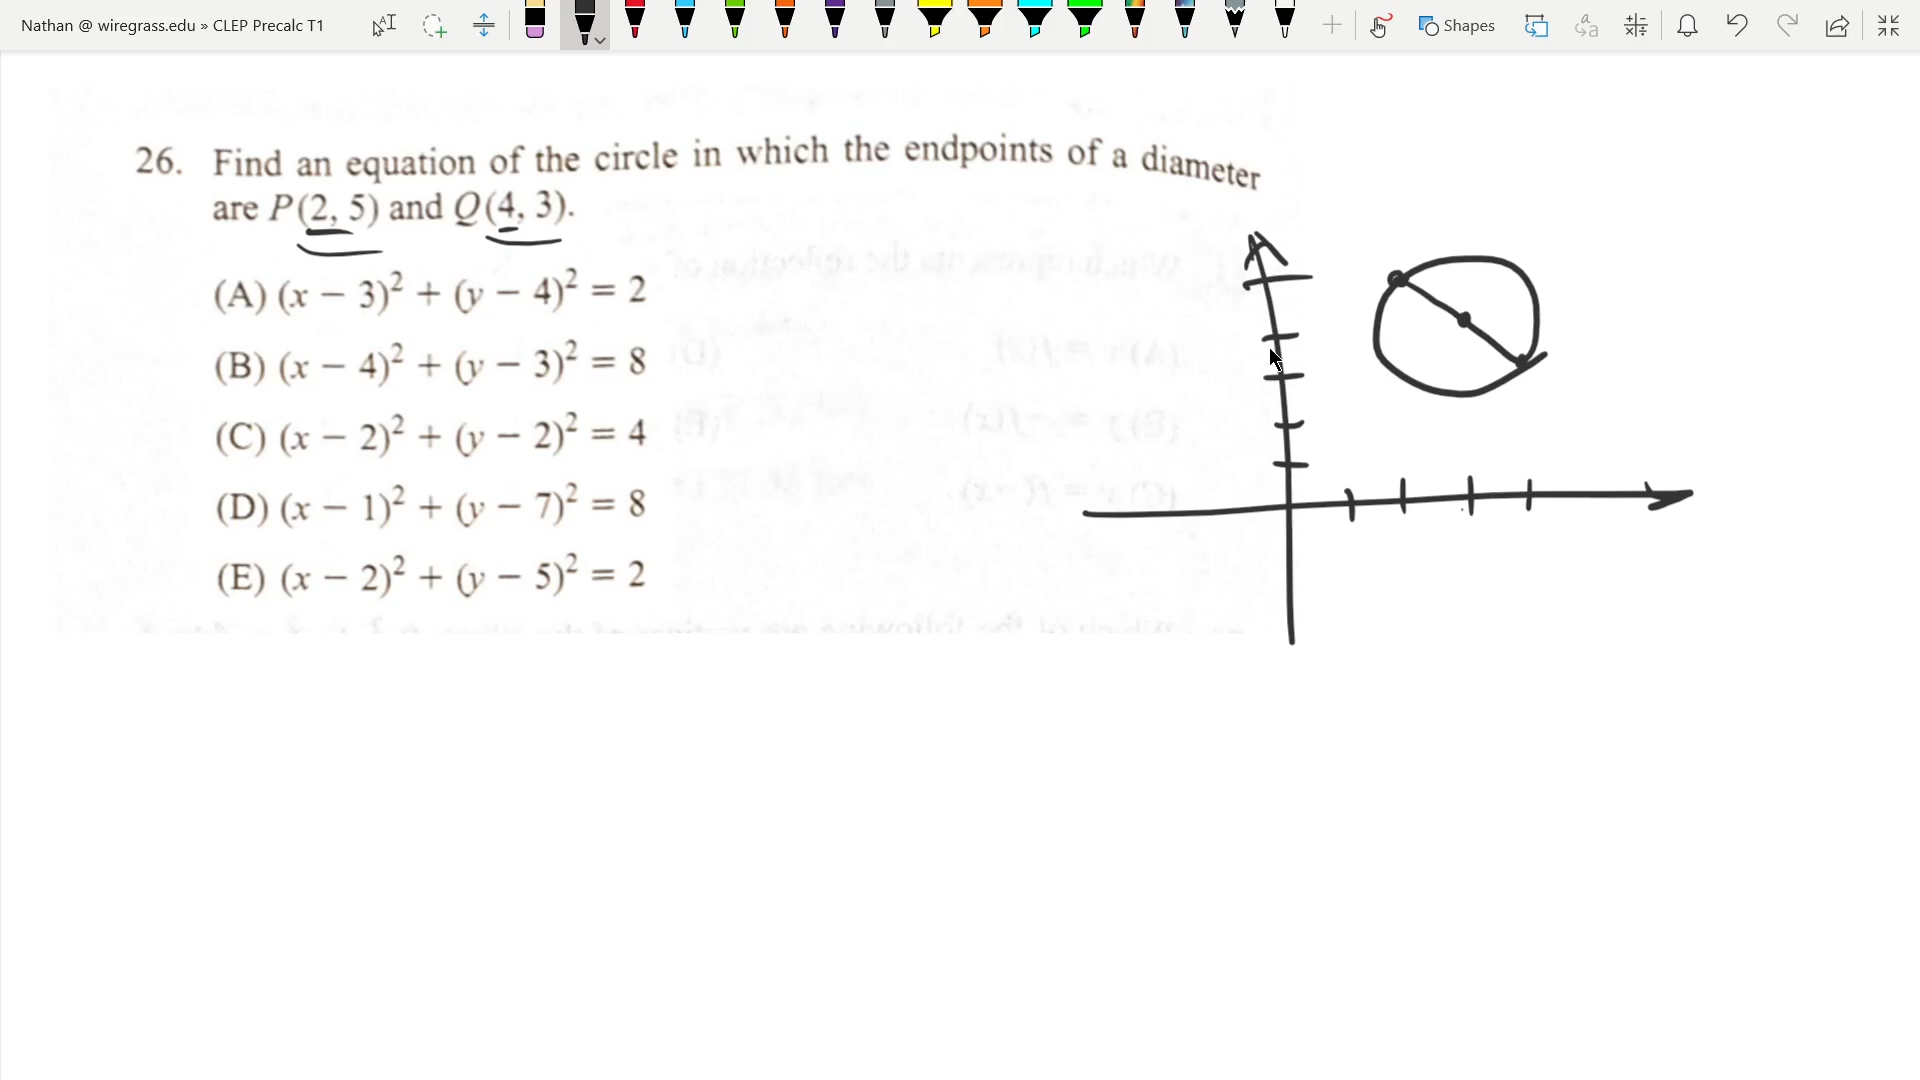 Nathan @ wiregrass.edu » CLEP Precalc T1
Shapes
26. Find an equation of the circle in which the endpoints of a diameter
are P(2, 5) and Q(4, 3).
(A) (x − 3)² + (y − 4)² = 2
(B) (x − 4)² + (y − 3)² = 8
(C) (x − 2)² + (y − 2)² = 4
(D) (x − 1)² + (y − 7)² = 8
(E) (x − 2)² + (y − 5)² = 2